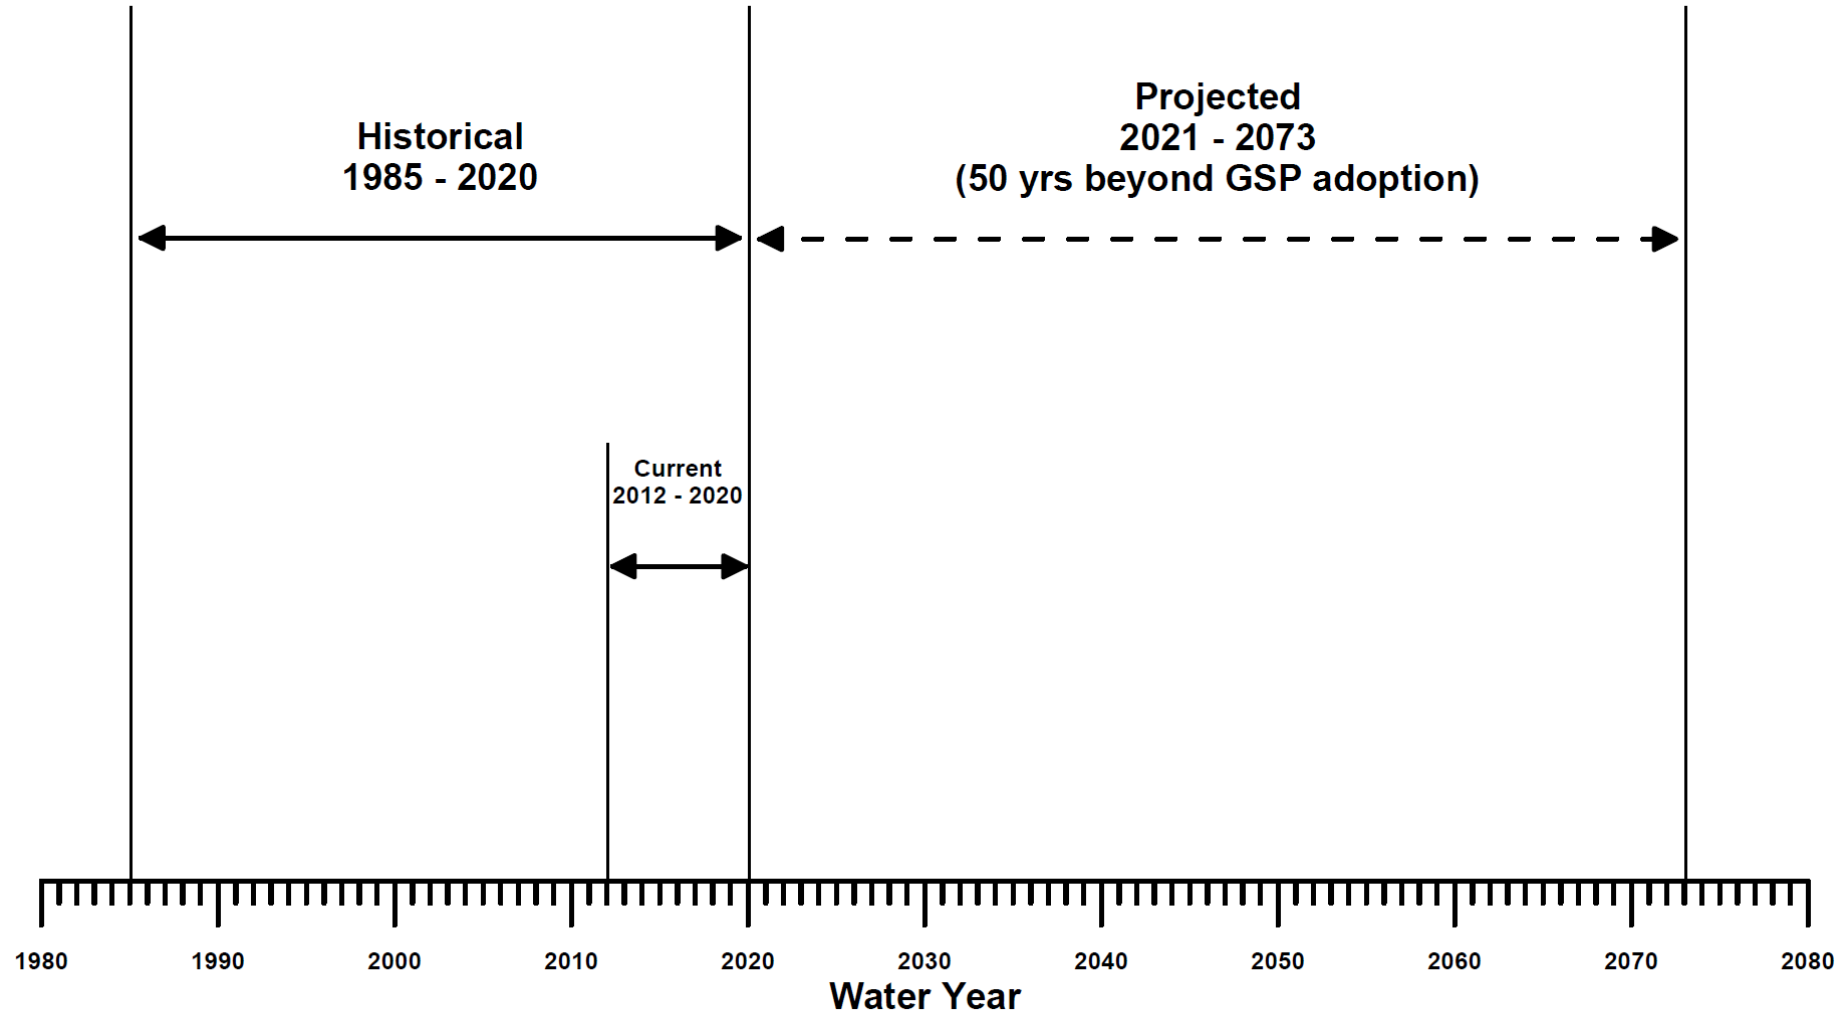 Historical
1985 - 2020
Projected
2021 - 2073
(50 yrs beyond GSP adoption)
Current
2012 - 2020
1980 1990 2000 2010 2020 2030 2040 2050 2060 2070 2080
Water Year